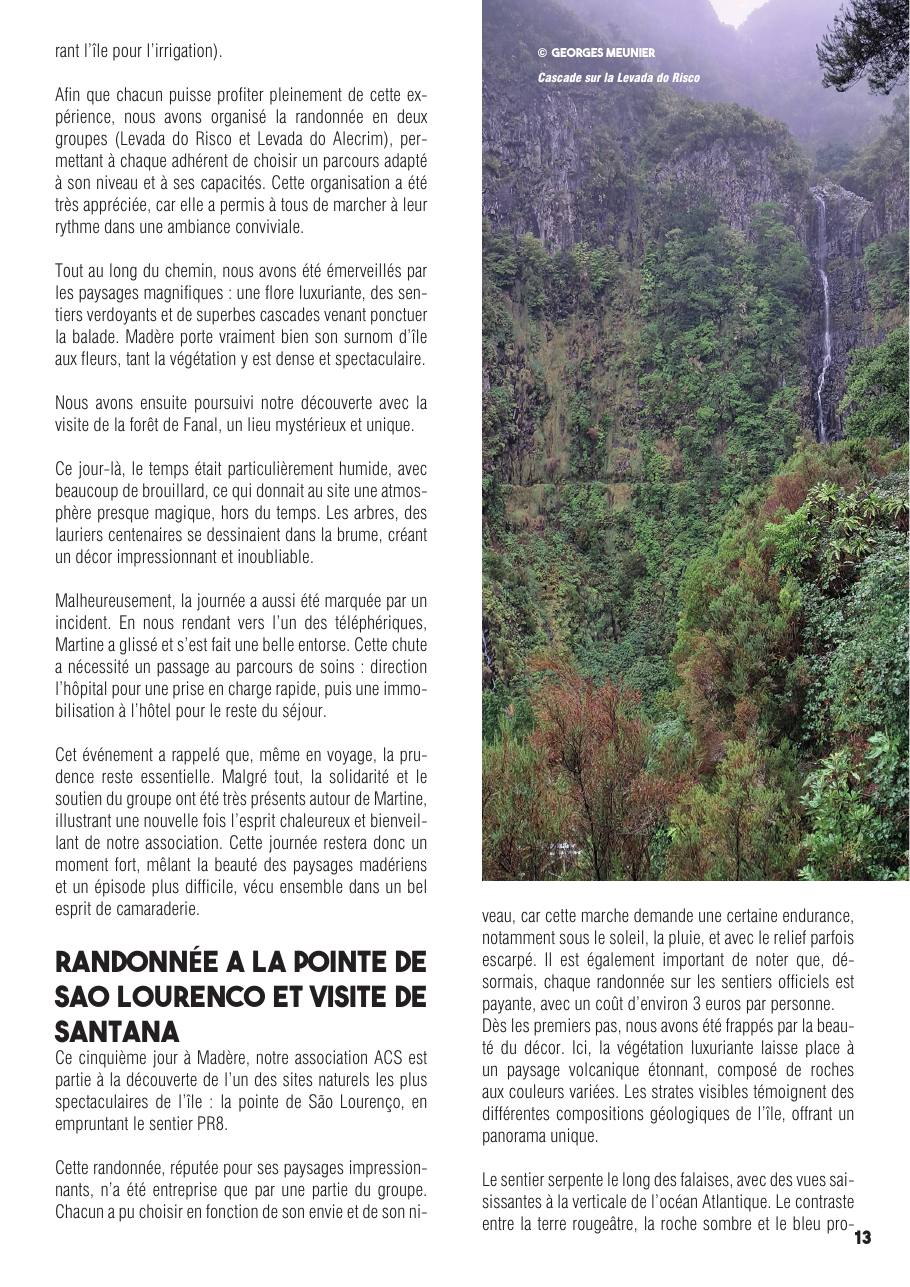 rant l'île pour l'irrigation).
Afin que chacun puisse profiter pleinement de cette ex-
périence, nous avons organisé la randonnée en deux
groupes (Levada do Risco et Levada do Alecrim), per-
mettant à chaque adhérent de choisir un parcours adapté
à son niveau et à ses capacités. Cette organisation a été
très appréciée, car elle a permis à tous de marcher à leur
rythme dans une ambiance conviviale.
Tout au long du chemin, nous avons été émerveillés par
les paysages magnifiques : une flore luxuriante, des sen-
tiers verdoyants et de superbes cascades venant ponctuer
la balade. Madère porte vraiment bien son surnom d'île
aux fleurs, tant la végétation y est dense et spectaculaire.
Nous avons ensuite poursuivi notre découverte avec la
visite de la forêt de Fanal, un lieu mystérieux et unique.
Ce jour-là, le temps était particulièrement humide, avec
beaucoup de brouillard, ce qui donnait au site une atmos-
phère presque magique, hors du temps. Les arbres, des
lauriers centenaires se dessinaient dans la brume, créant
un décor impressionnant et inoubliable.
Malheureusement, la journée a aussi été marquée par un
incident. En nous rendant vers l'un des téléphériques,
Martine a glissé et s'est fait une belle entorse. Cette chute
a nécessité un passage au parcours de soins : direction
l'hôpital pour une prise en charge rapide, puis une immo-
bilisation à l'hôtel pour le reste du séjour.
Cet événement a rappelé que, même en voyage, la pru-
dence reste essentielle. Malgré tout, la solidarité et le
soutien du groupe ont été très présents autour de Martine,
illustrant une nouvelle fois l'esprit chaleureux et bienveil-
lant de notre association. Cette journée restera donc un
moment fort, mêlant la beauté des paysages madériens
et un épisode plus difficile, vécu ensemble dans un bel
esprit de camaraderie.
RANDONNÉE A LA POINTE DE
SAO LOURENCO ET VISITE DE
SANTANA
Ce cinquième jour à Madère, notre association ACS est
partie à la découverte de l'un des sites naturels les plus
spectaculaires de l'île : la pointe de São Lourenço, en
empruntant le sentier PR8.
Cette randonnée, réputée pour ses paysages impression-
nants, n'a été entreprise que par une partie du groupe.
Chacun a pu choisir en fonction de son envie et de son ni-
© GEORGES MEUNIER
Cascade sur la Levada do Risco
veau, car cette marche demande une certaine endurance,
notamment sous le soleil, la pluie, et avec le relief parfois
escarpé. Il est également important de noter que, dé-
sormais, chaque randonnée sur les sentiers officiels est
payante, avec un coût d'environ 3 euros par personne.
Dès les premiers pas, nous avons été frappés par la beau-
té du décor. Ici, la végétation luxuriante laisse place à
un paysage volcanique étonnant, composé de roches
aux couleurs variées. Les strates visibles témoignent des
différentes compositions géologiques de l'île, offrant un
panorama unique.
Le sentier serpente le long des falaises, avec des vues sai-
sissantes à la verticale de l'océan Atlantique. Le contraste
entre la terre rougeâtre, la roche sombre et le bleu pro-
13